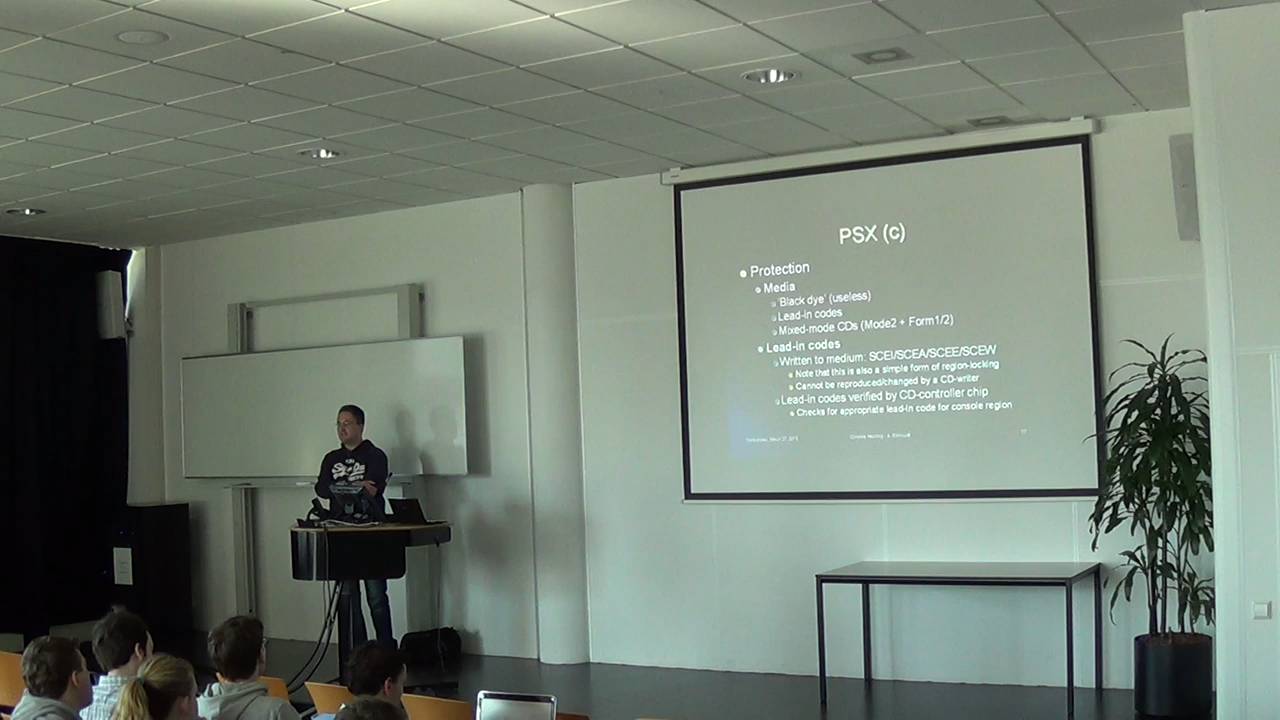 PSX (c)
Protection
Media
'Black dye' (useless)
Lead-in codes
Mixed-mode CDs (Mode2 + Form1/2)
Lead-in codes
Written to medium: SCEI/SCEA/SCEE/SCEW
Note that this is also a simple form of region-locking
Cannot be reproduced/changed by a CD-writer
Lead-in codes verified by CD-controller chip
Checks for appropriate lead-in code for console region